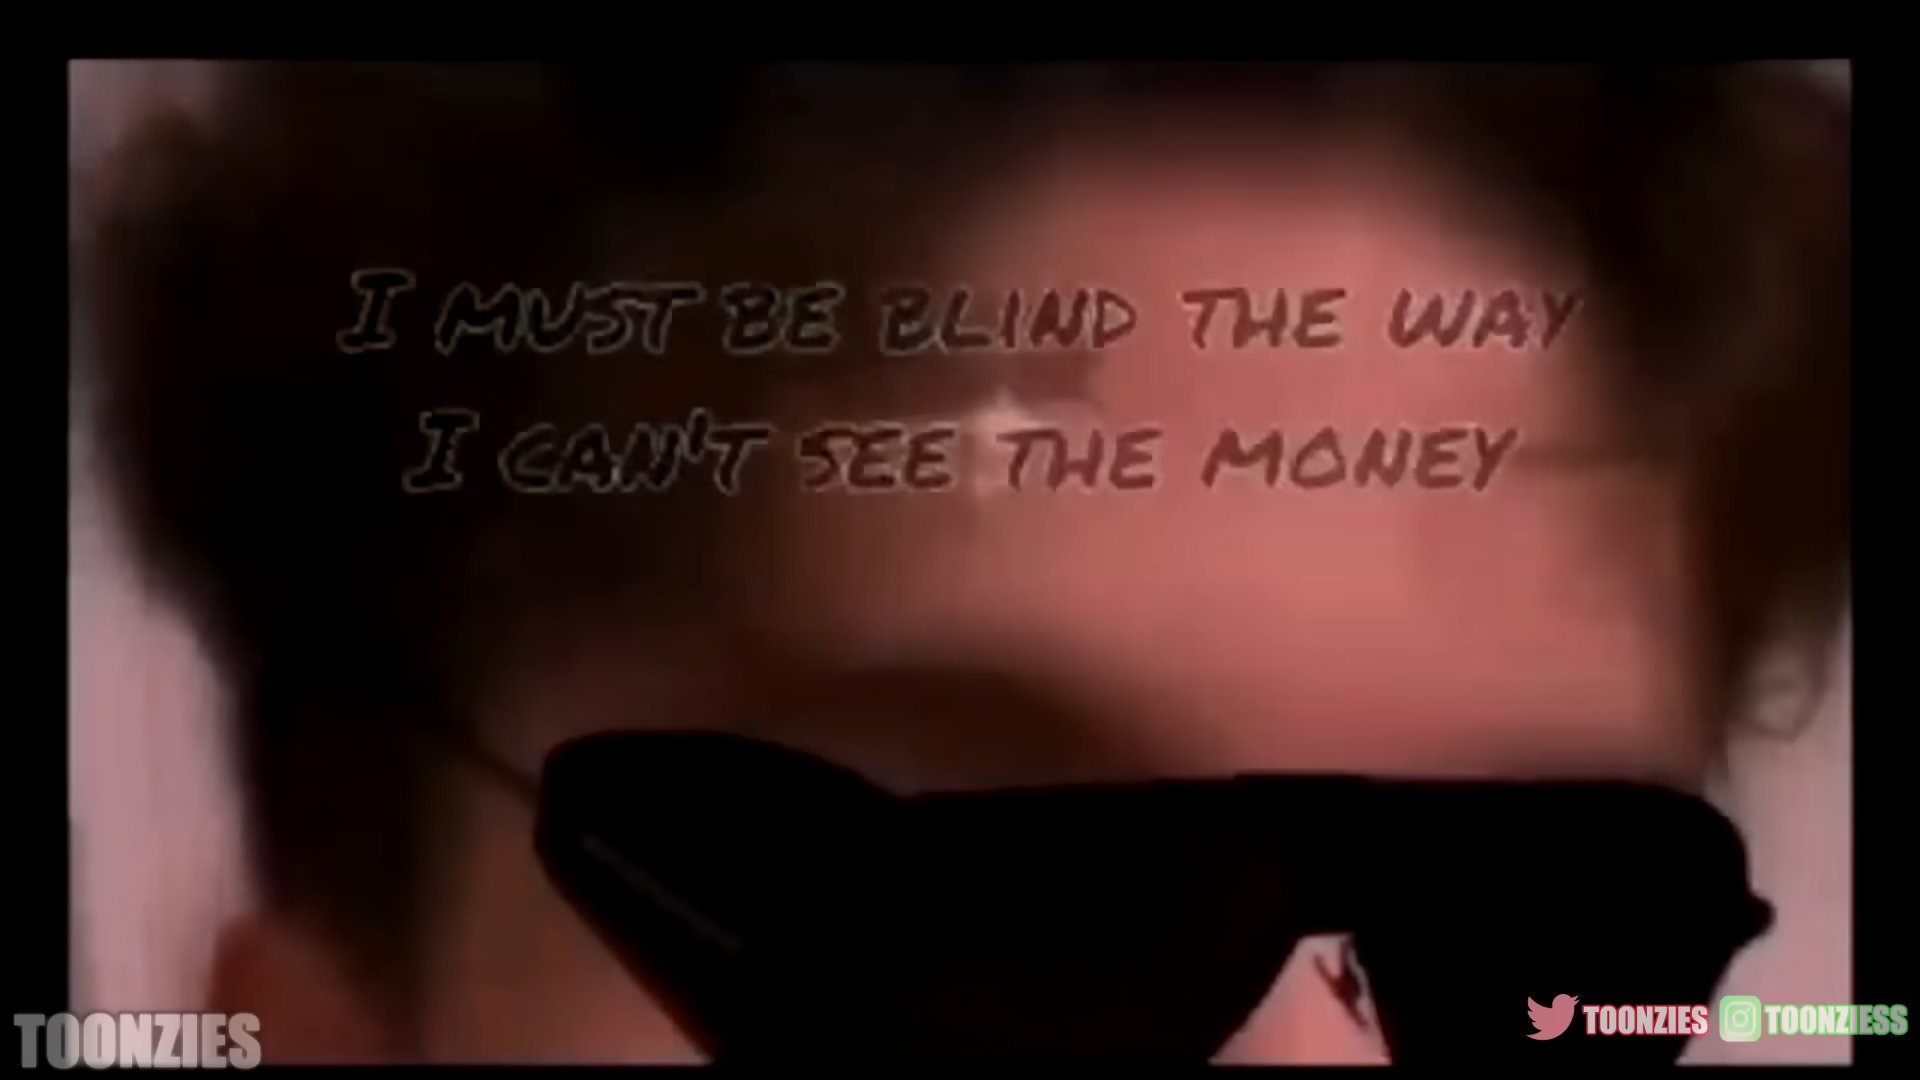 I MUST BE BLIND THE WAY
I CAN'T SEE THE MONEY
TOONZIES
TOONZIES
TOONZIESS